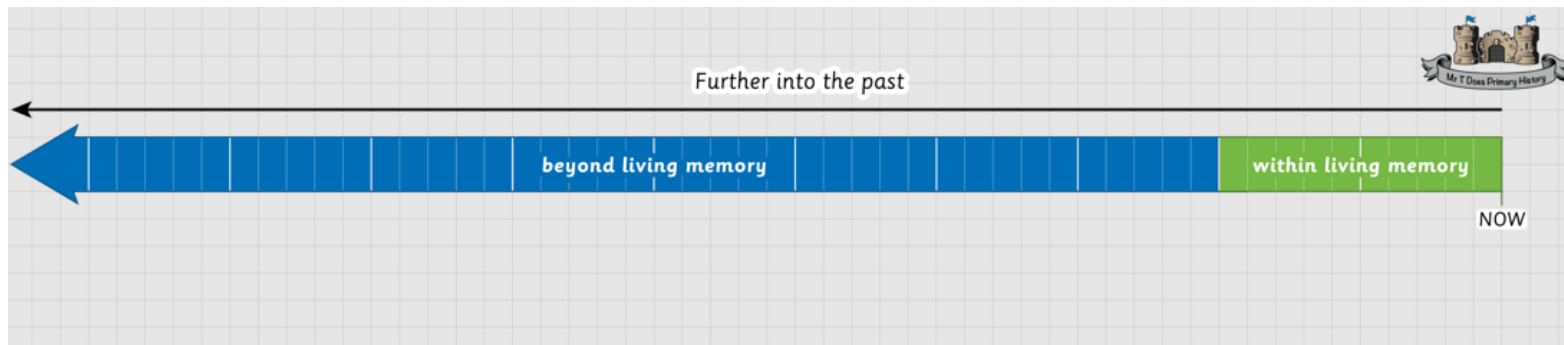 Mr T Does Primary History
Further into the past
beyond living memory
within living memory
NOW